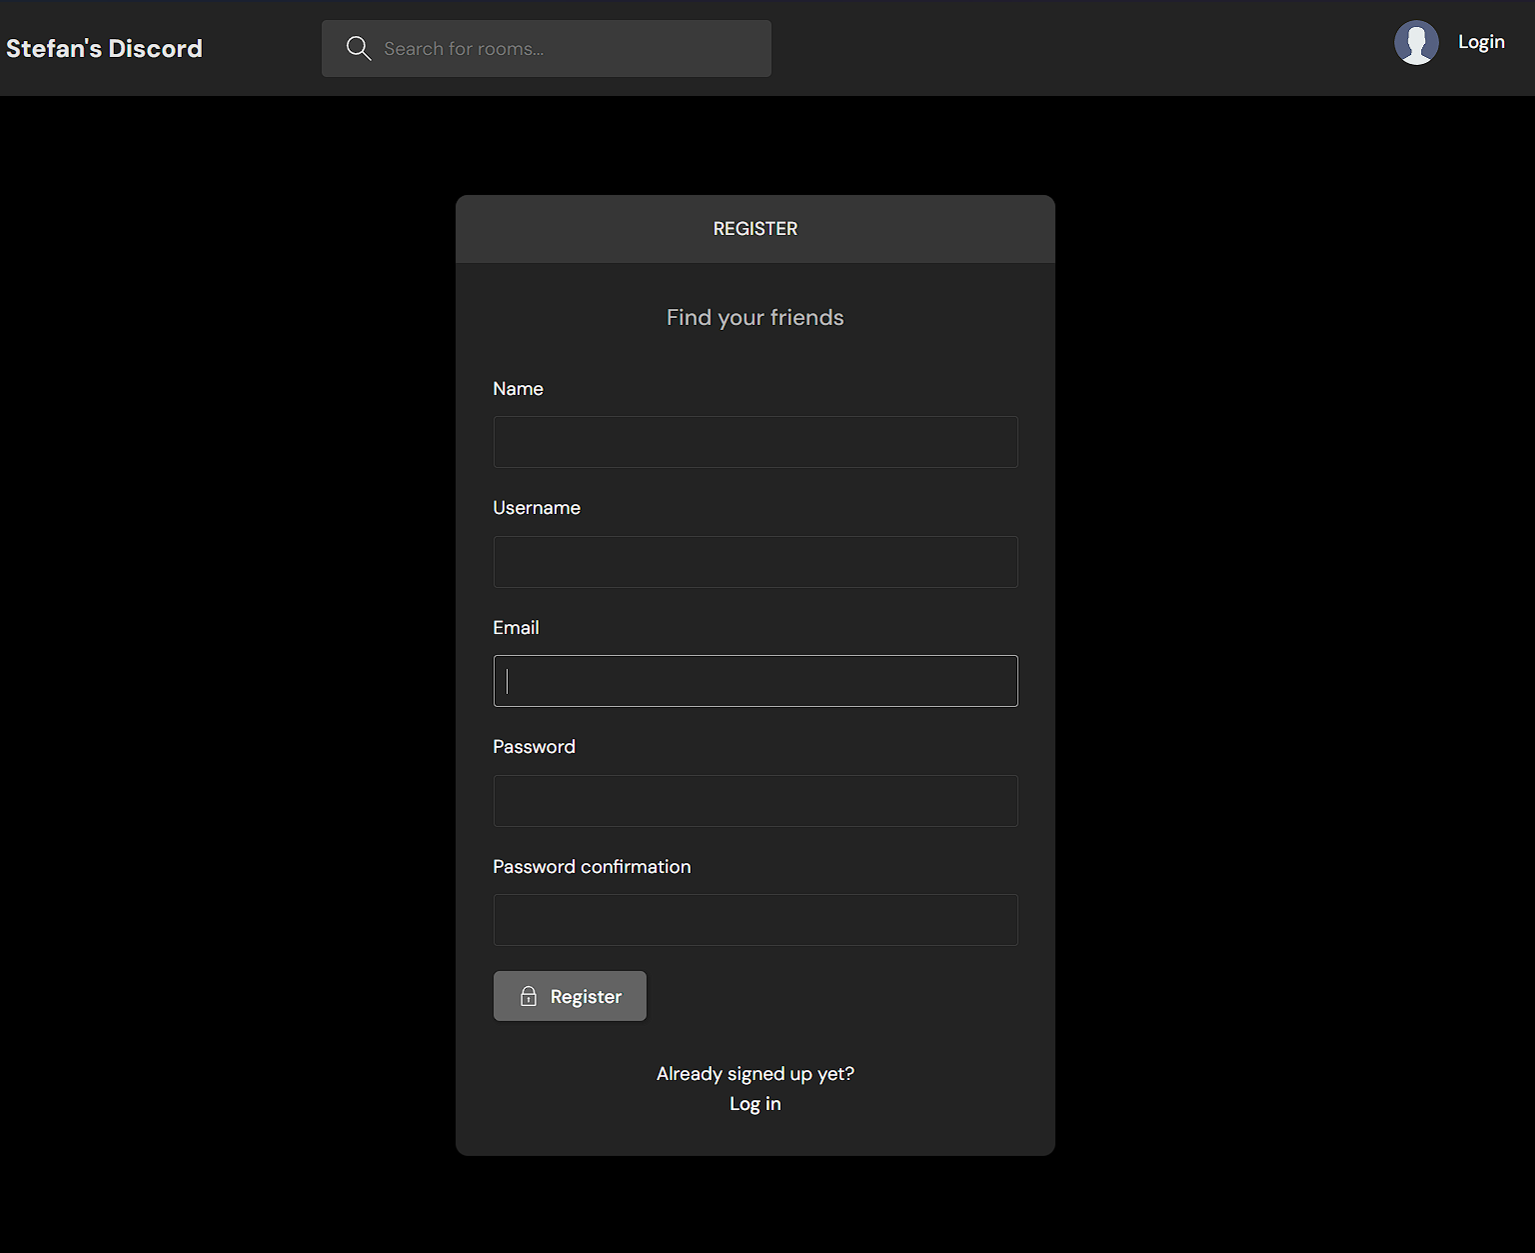 Stefan's Discord
Search for rooms...
Login
REGISTER
Find your friends
Name
Username
Email
Password
Password confirmation
Register
Already signed up yet?
Log in